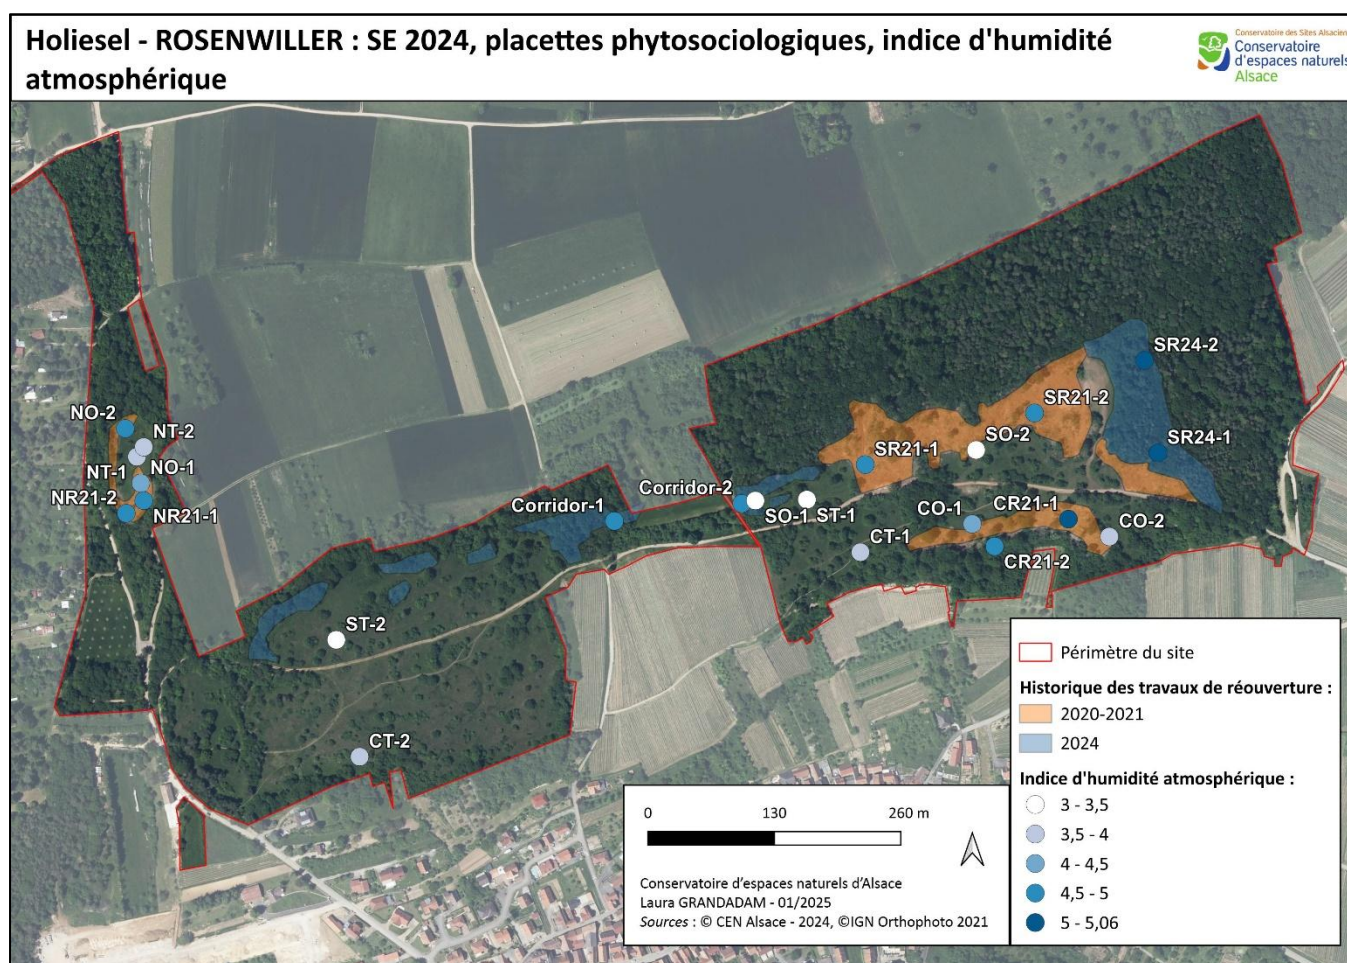 Holiesel - ROSENWILLER : SE 2024, placettes phytosociologiques, indice d'humidité
atmosphérique
Conservatoire des Sites Alsaciens
Conservatoire
d'espaces naturels
Alsace
SR24-2
NO-2
NT-2
SR21-2
SO-2
SR24-1
NT-1
NO-1
SR21-1
NR21-2
NR21-1
Corridor-1
Corridor-2
SO-1
ST-1
CO-1
CR21-1
CO-2
CT-1
CR21-2
ST-2
CT-2
Périmètre du site
Historique des travaux de réouverture :
2020-2021
2024
Indice d'humidité atmosphérique :
3 - 3,5
3,5 - 4
4 - 4,5
4,5 - 5
5 - 5,06
0 130 260 m
Conservatoire d’espaces naturels d’Alsace
Laura GRANDADAM - 01/2025
Sources : © CEN Alsace - 2024, ©IGN Orthophoto 2021